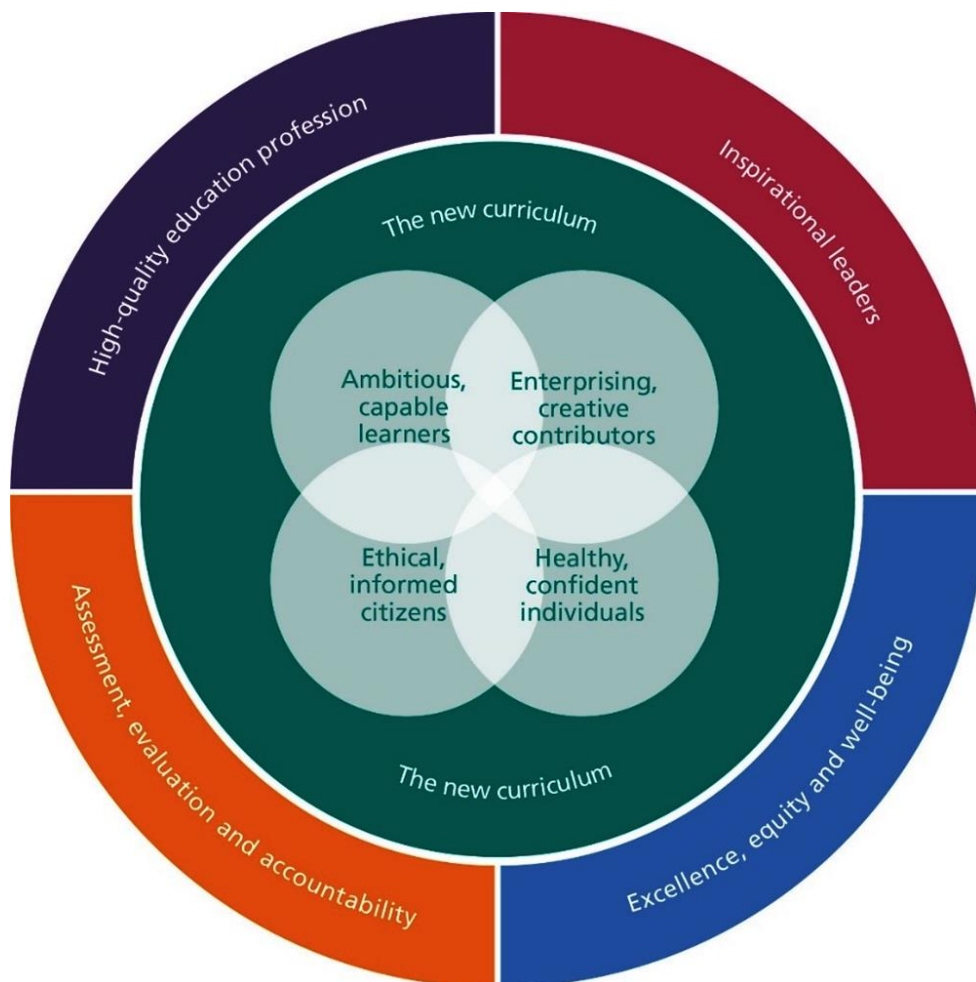 High-quality education profession
Inspirational leaders
The new curriculum
Ambitious,
capable
learners
Enterprising,
creative
contributors
Ethical,
informed
citizens
Healthy,
confident
individuals
The new curriculum
Assessment, evaluation and accountability
Excellence, equity and well-being